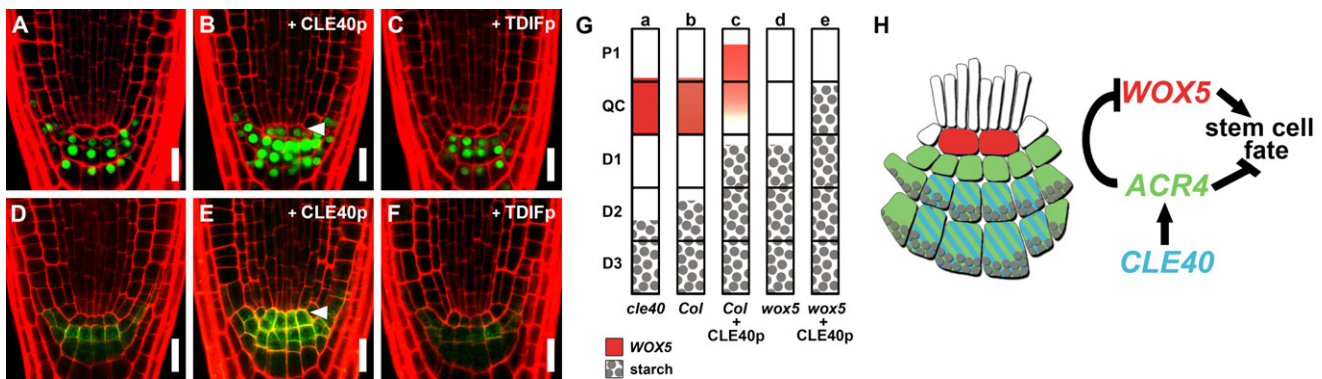 A
B
+ CLE40p
C
+ TDIFp
D
E
+ CLE40p
F
+ TDIFp
G
a b c d e
P1
QC
D1
D2
D3
cle40 Col Col wox5 wox5
+ +
CLE40p CLE40p
WOX5
starch
H
WOX5
stem cell
fate
ACR4
CLE40